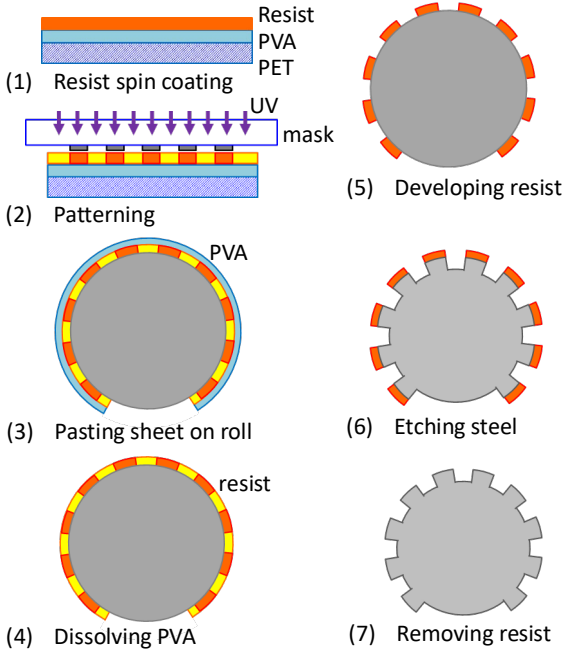 Resist
PVA
PET
(1) Resist spin coating
UV
mask
(2) Patterning
PVA
(3) Pasting sheet on roll
resist
(4) Dissolving PVA
(5) Developing resist
(6) Etching steel
(7) Removing resist